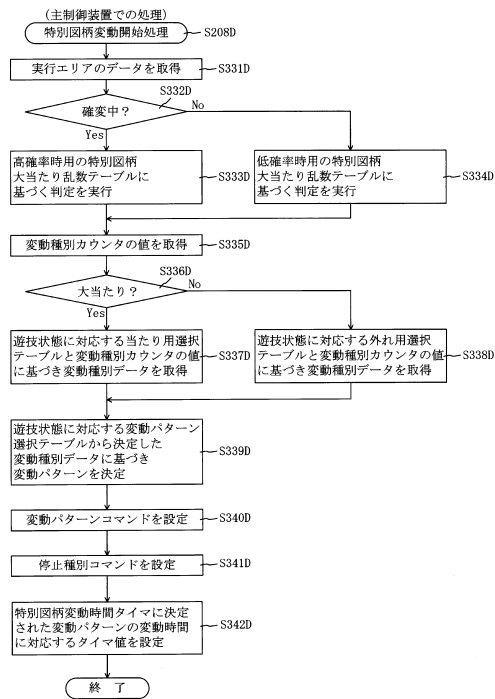 (主制御装置での処理)
特別図柄変動開始処理
S208D
実行エリアのデータを取得
S331D
S332D
確変中？
No
Yes
高確率時用の特別図柄
大当たり乱数テーブルに
基づく判定を実行
S333D
低確率時用の特別図柄
大当たり乱数テーブルに
基づく判定を実行
S334D
変動種別カウンタの値を取得
S335D
S336D
大当たり？
No
Yes
遊技状態に対応する当たり用選択
テーブルと変動種別カウンタの値
に基づき変動種別データを取得
S337D
遊技状態に対応する外れ用選択
テーブルと変動種別カウンタの値
に基づき変動種別データを取得
S338D
遊技状態に対応する変動パターン
選択テーブルから決定した
変動種別データに基づき
変動パターンを決定
S339D
変動パターンコマンドを設定
S340D
停止種別コマンドを設定
S341D
特別図柄変動時間タイマに決定
された変動パターンの変動時間
に対応するタイマ値を設定
S342D
終 了